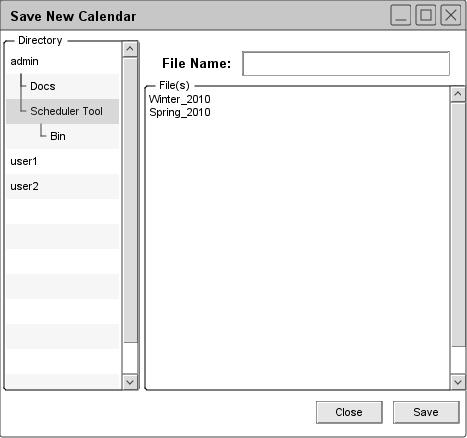 Save New Calendar
Directory
admin
Docs
Scheduler Tool
Bin
user1
user2
File Name:
File(s)
Winter_2010
Spring_2010
Close
Save